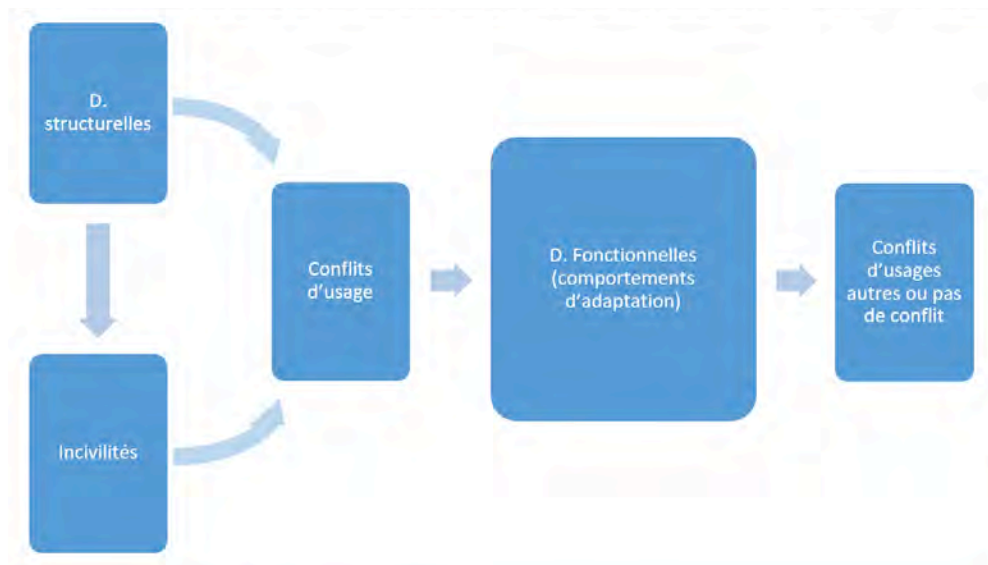 D.
structurelles
Incivilités
Conflits
d'usage
D. Fonctionnelles
(comportements
d'adaptation)
Conflits
d'usages
autres ou pas
de conflit